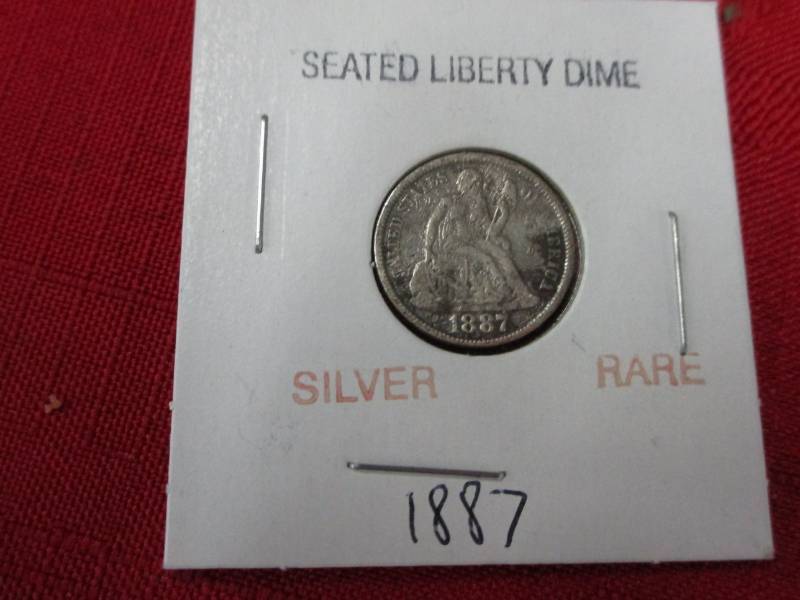 SEATED LIBERTY DIME
UNITED STATES OF AMERICA
1887
SILVER RARE
1887